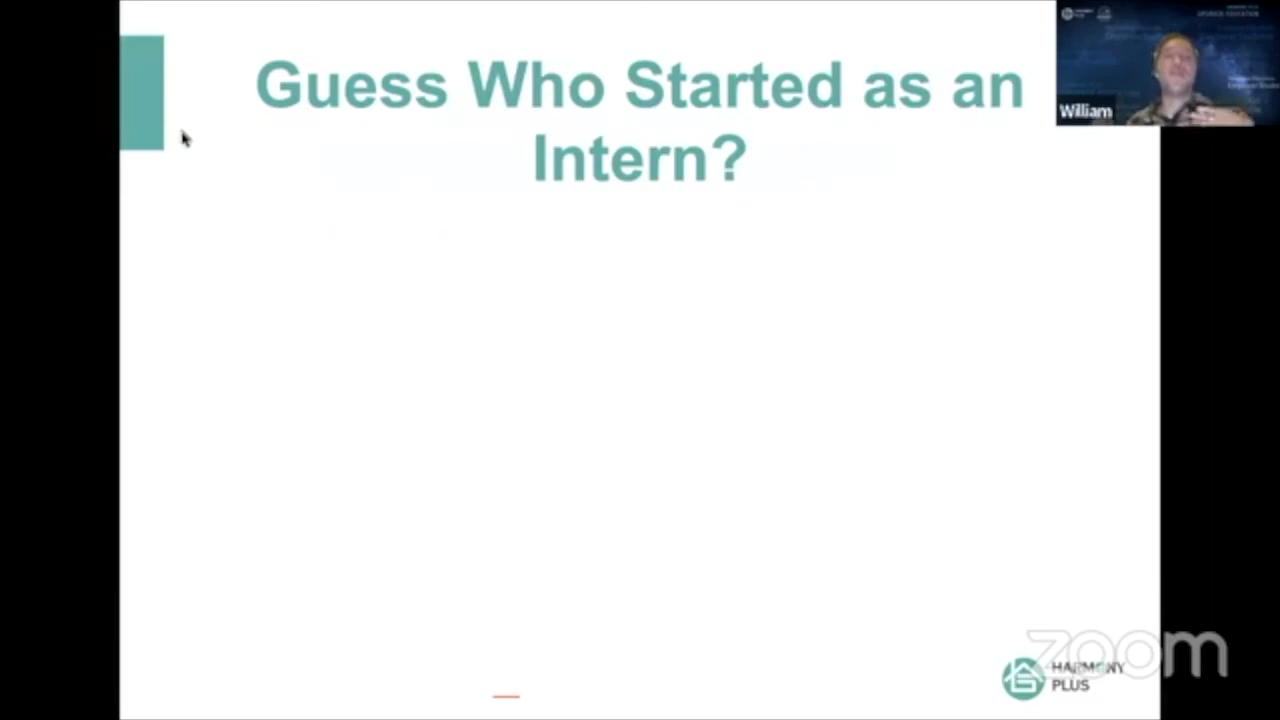 Guess Who Started as an
Intern?
William
zoom
HARMONY
PLUS